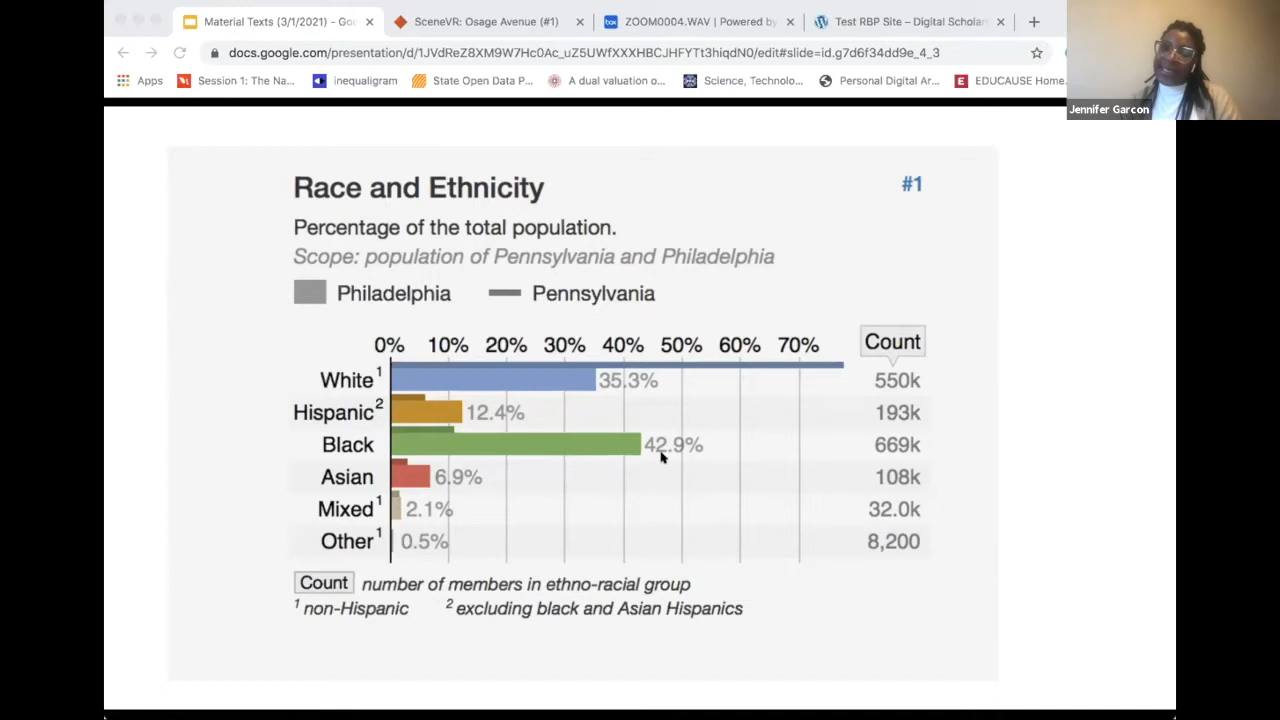 Material Texts (3/1/2021) - Goo
SceneVR: Osage Avenue (#1)
ZOOM0004.WAV | Powered by
Test RBP Site – Digital Scholars
docs.google.com/presentation/d/1JVdReZ8XM9W7Hc0Ac_uZ5UWfXXXHBCJHFYTt3hiqdN0/edit#slide=id.g7d6f34dd9e_4_3
Apps
Session 1: The Na...
inequaligram
State Open Data P...
A dual valuation o...
Science, Technolo...
Personal Digital Ar...
EDUCAUSE Home.
Jennifer Garcon
Race and Ethnicity
#1
Percentage of the total population.
Scope: population of Pennsylvania and Philadelphia
Philadelphia Pennsylvania
0% 10% 20% 30% 40% 50% 60% 70% Count
White1 35.3% 550k
Hispanic2 12.4% 193k
Black 42.9% 669k
Asian 6.9% 108k
Mixed1 2.1% 32.0k
Other1 0.5% 8,200
Count number of members in ethno-racial group
1 non-Hispanic 2 excluding black and Asian Hispanics